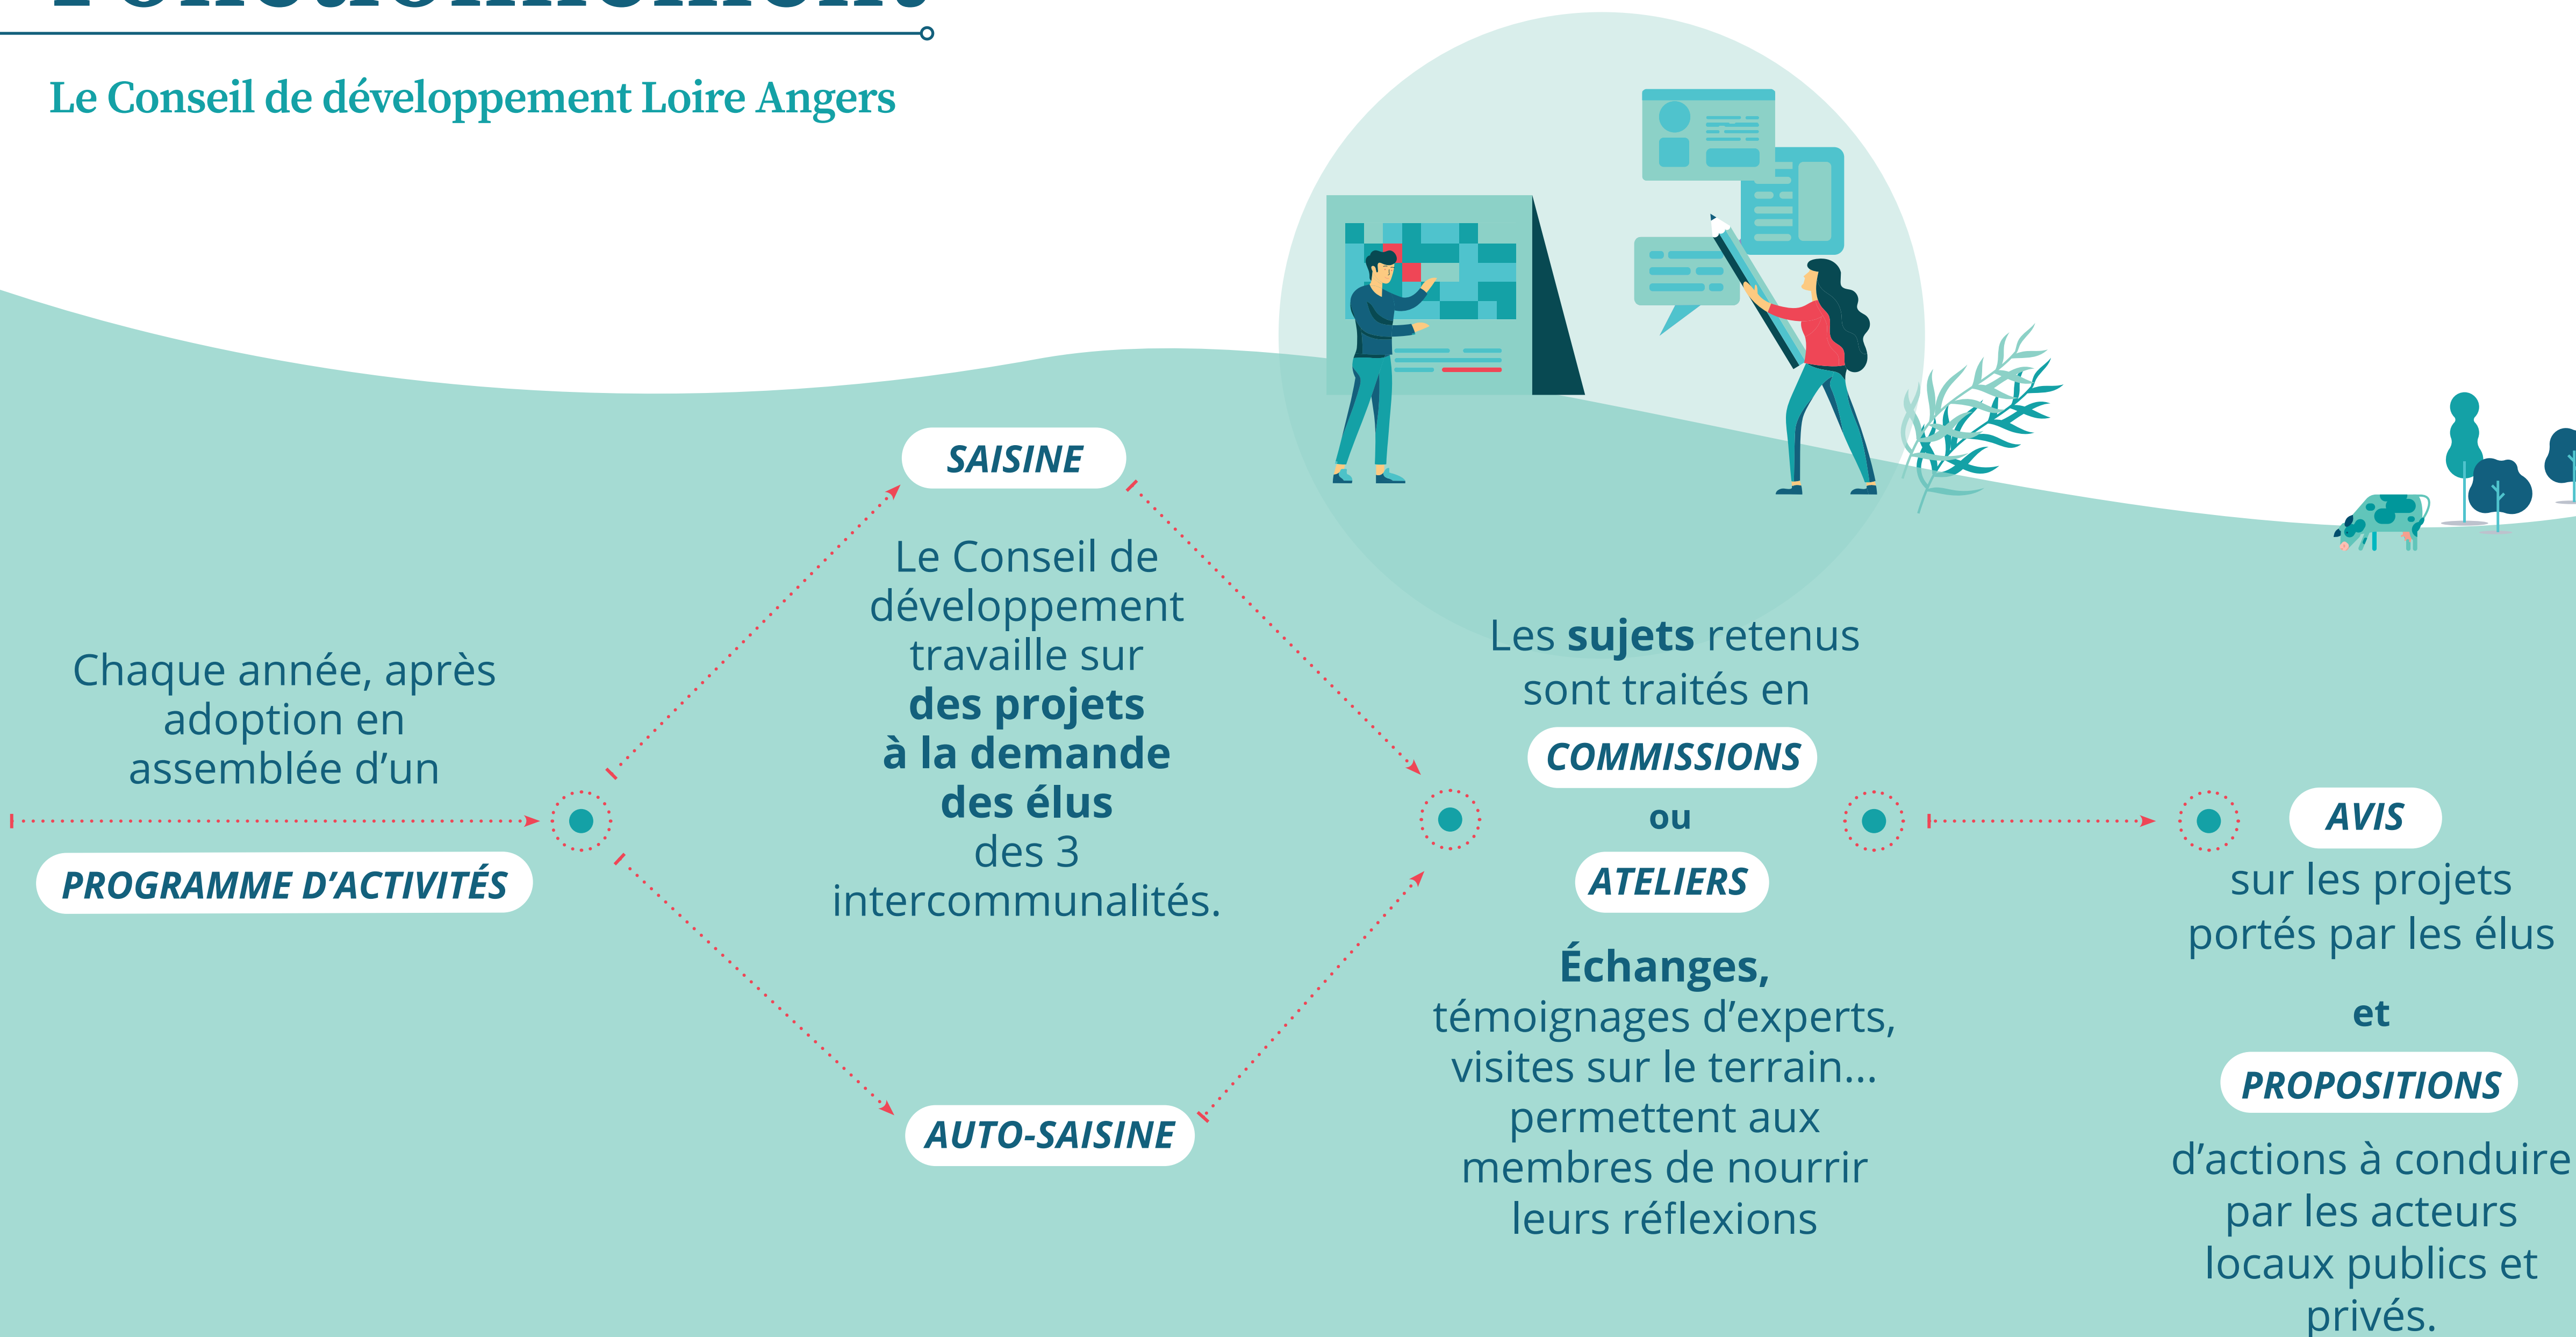 Fonctionnement
Le Conseil de développement Loire Angers
Chaque année, après
adoption en
assemblée d’un
PROGRAMME D’ACTIVITÉS
SAISINE
Le Conseil de
développement
travaille sur
des projets
à la demande
des élus
des 3
intercommunalités.
AUTO-SAISINE
Les sujets retenus
sont traités en
COMMISSIONS
ou
ATELIERS
Échanges,
témoignages d’experts,
visites sur le terrain...
permettent aux
membres de nourrir
leurs réflexions
AVIS
sur les projets
portés par les élus
et
PROPOSITIONS
d’actions à conduire
par les acteurs
locaux publics et
privés.